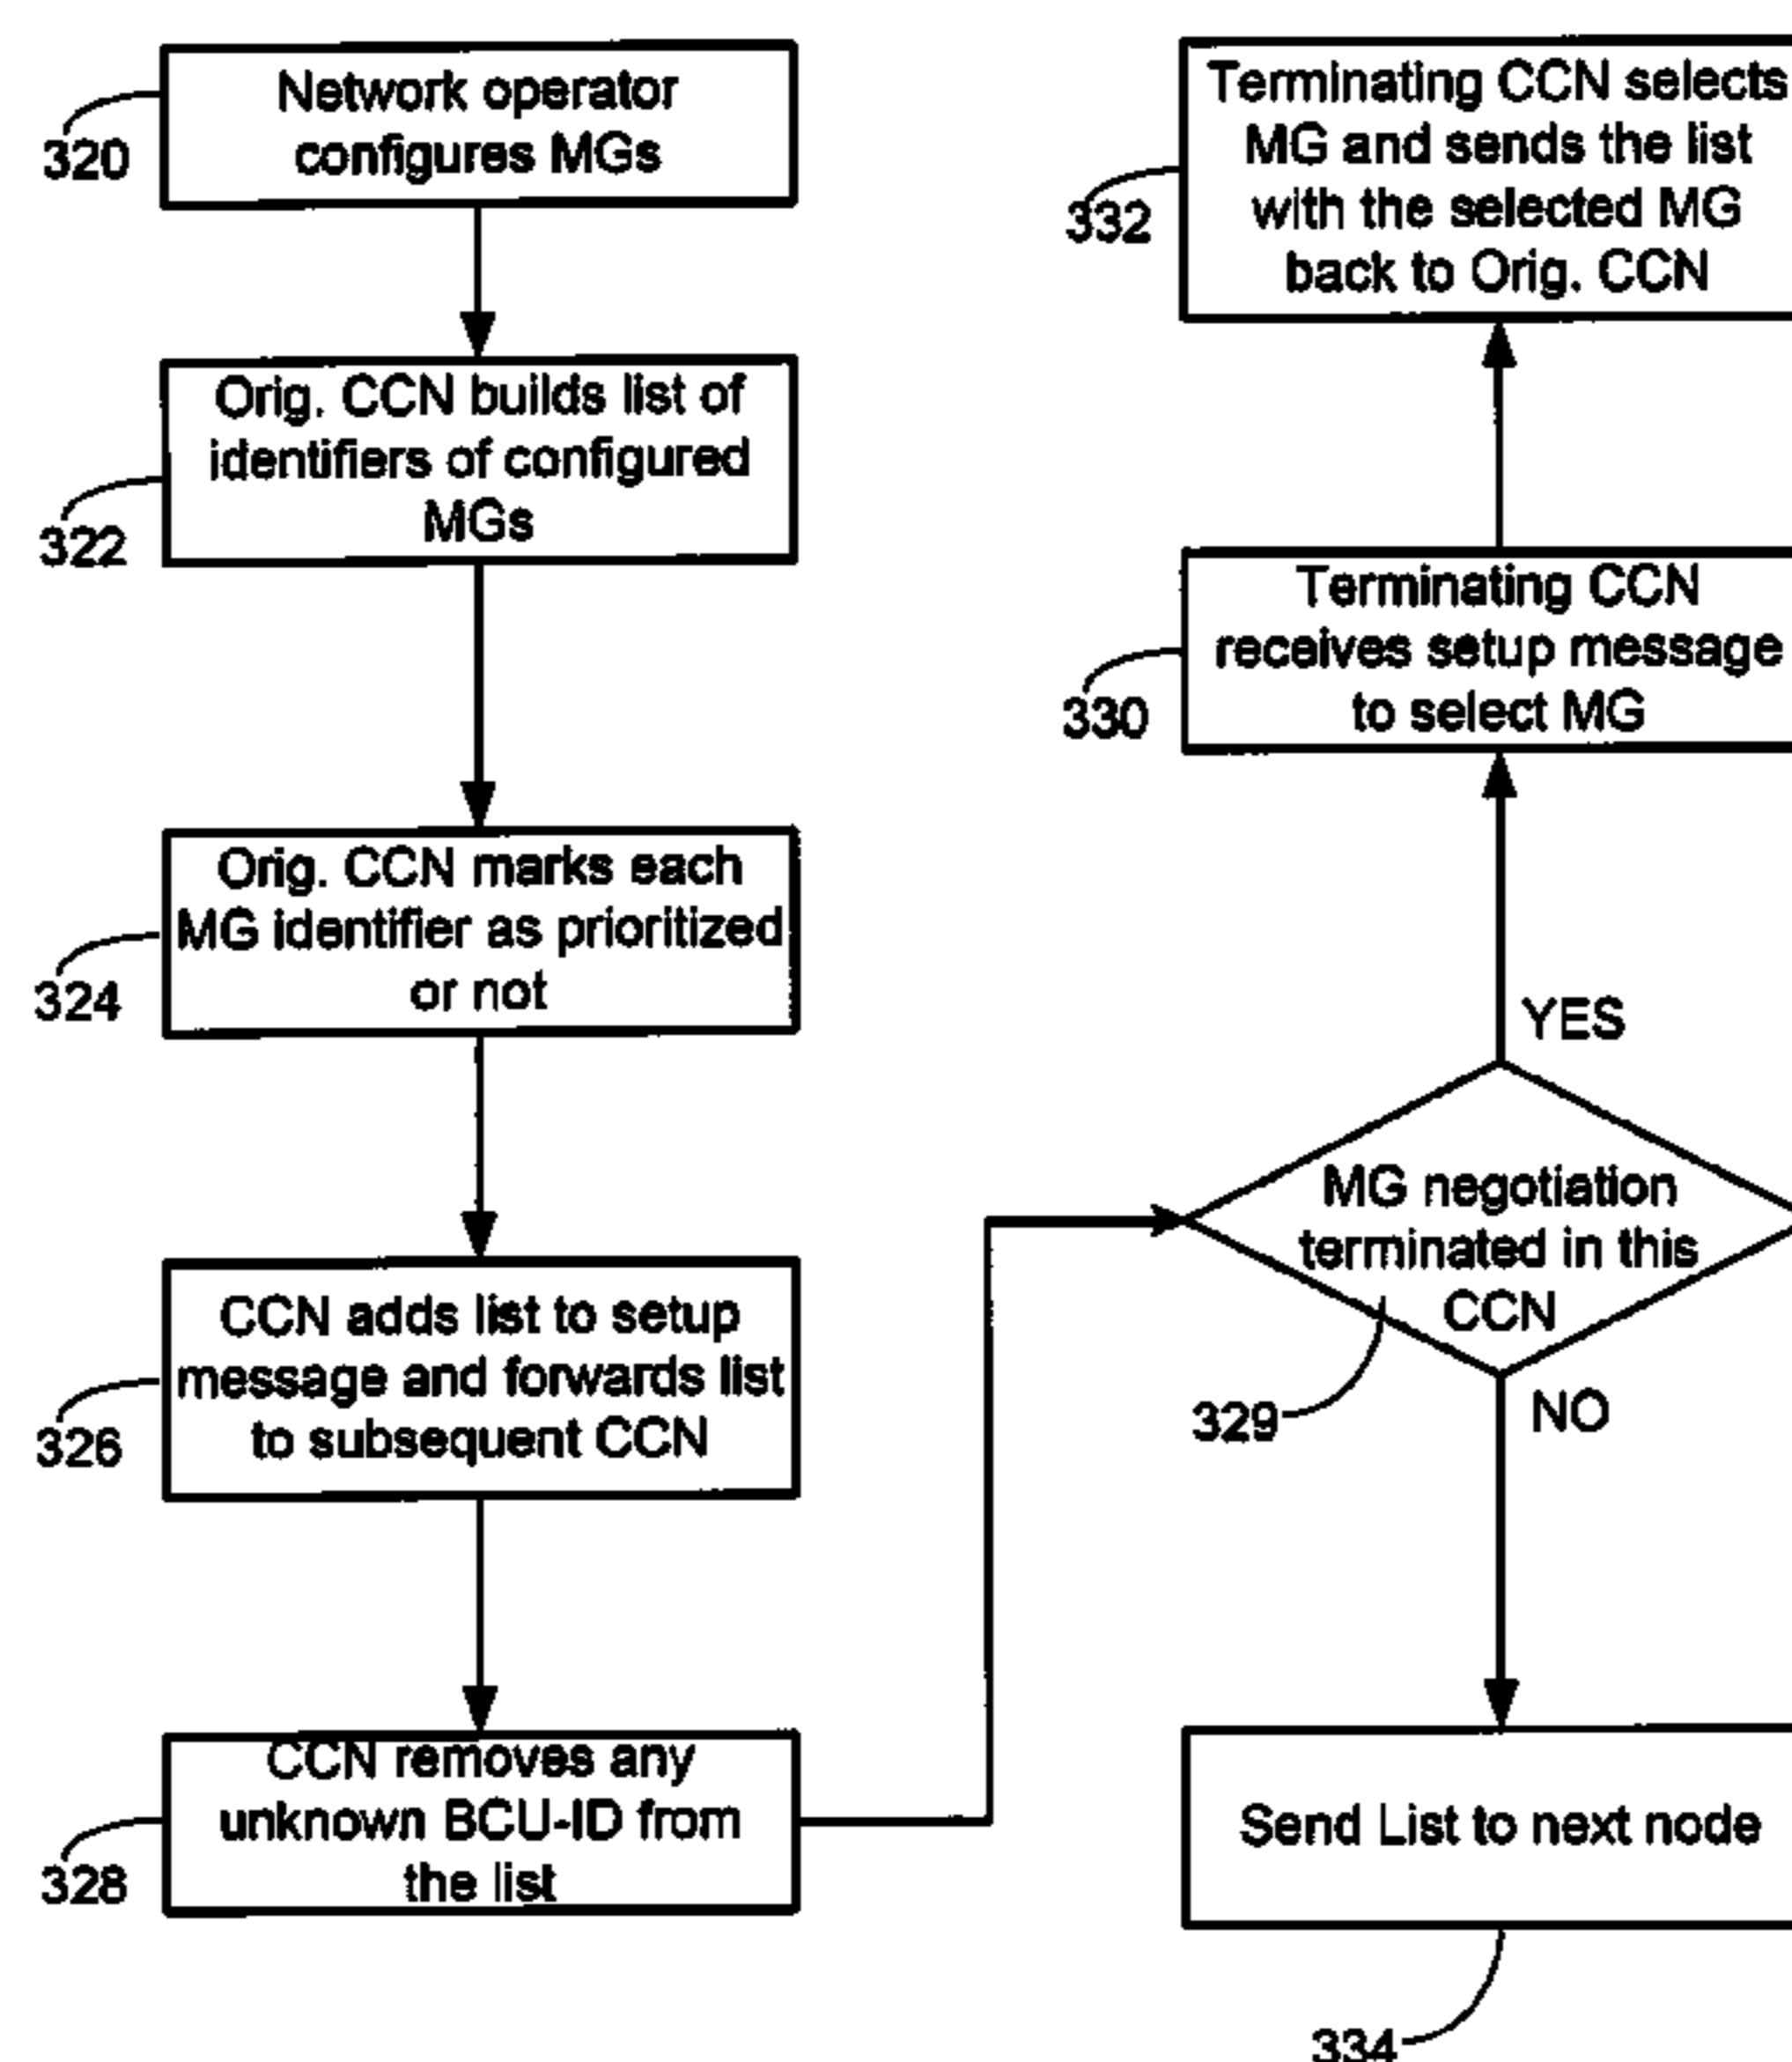 Network operator
configures MGs
320
Orig. CCN builds list of
identifiers of configured
MGs
322
Orig. CCN marks each
MG identifier as prioritized
or not
324
CCN adds list to setup
message and forwards list
to subsequent CCN
326
CCN removes any
unknown BCU-ID from
the list
328
Terminating CCN selects
MG and sends the list
with the selected MG
back to Orig. CCN
332
Terminating CCN
receives setup message
to select MG
330
YES
MG negotiation
terminated in this
CCN
329
NO
Send List to next node
334